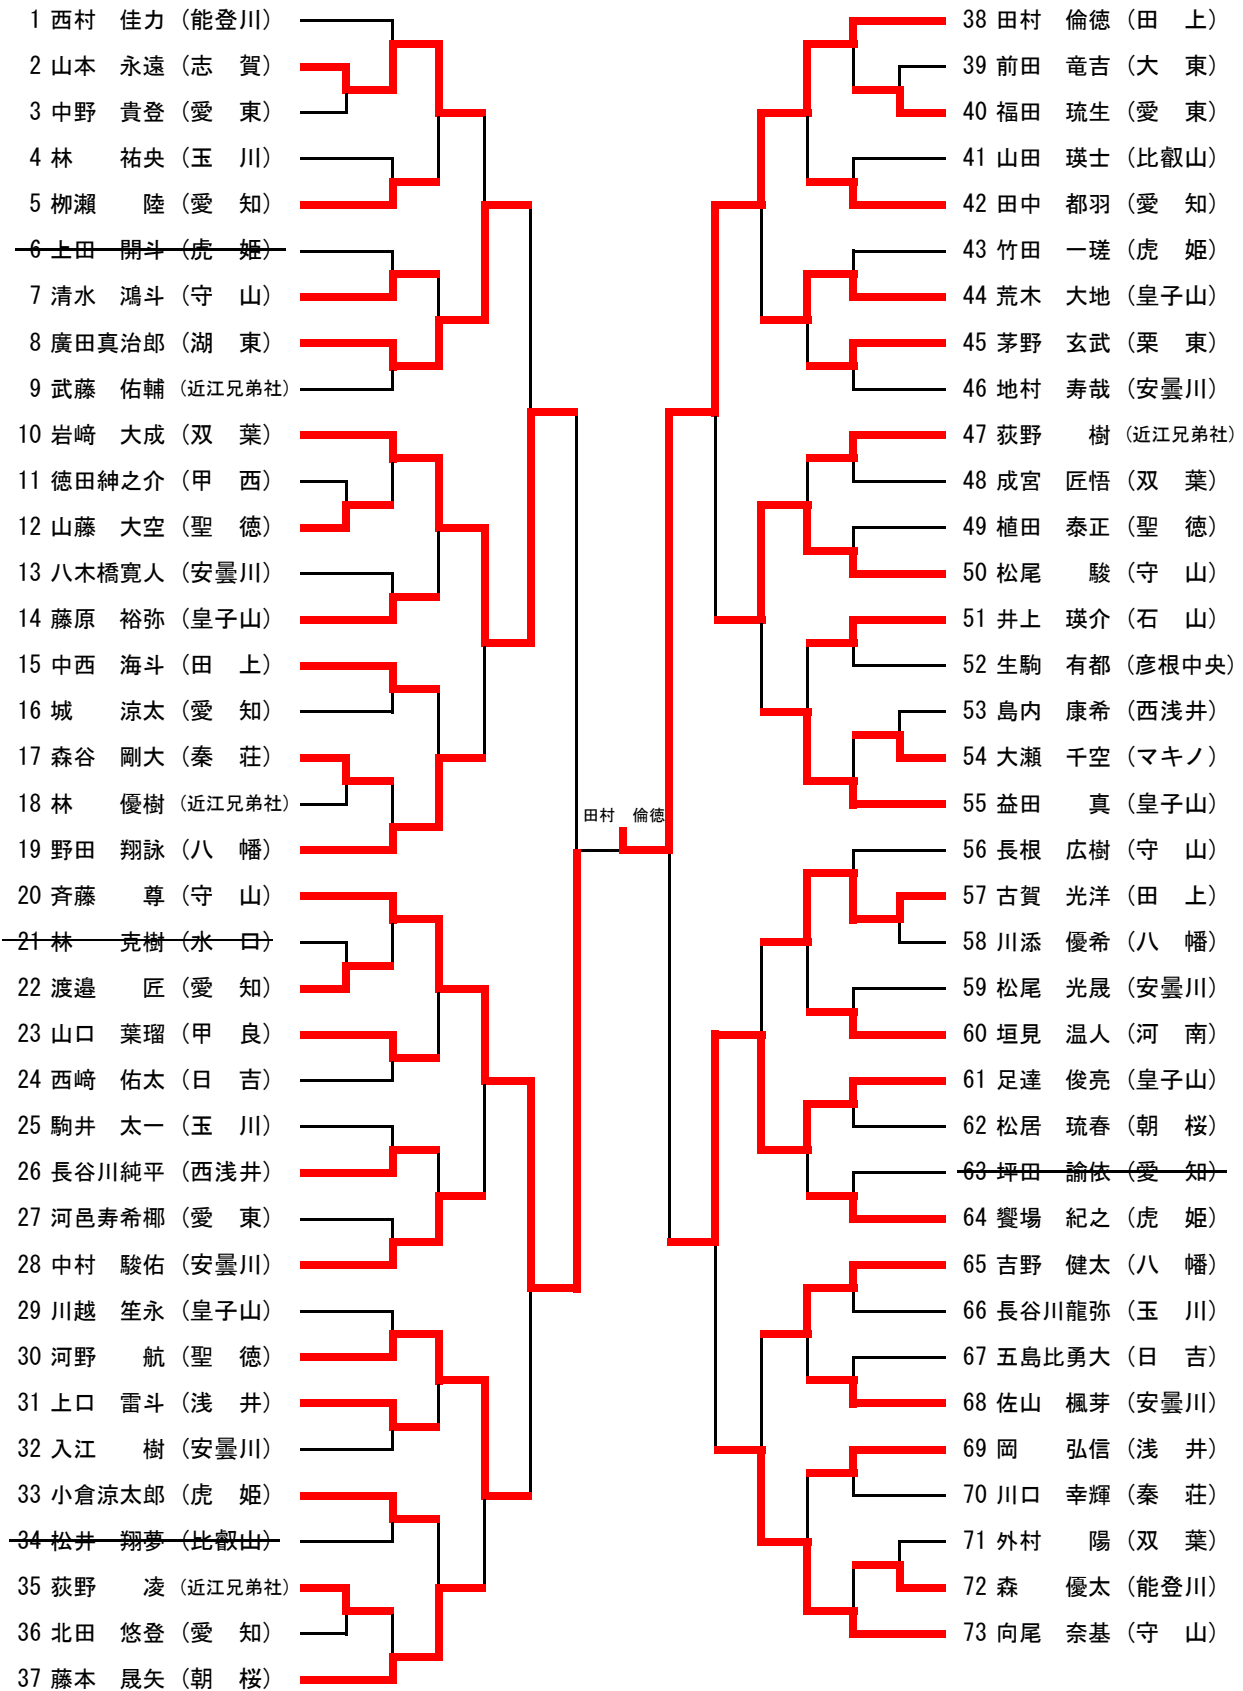 1 西村　佳力（能登川）
2 山本　永遠（志　賀）
3 中野　貴登（愛　東）
4 林　　祐央（玉　川）
5 栁瀨　　陸（愛　知）
6 上田　開斗（虎　姫）
7 清水　鴻斗（守　山）
8 廣田真治郎（湖　東）
9 武藤　佑輔（近江兄弟社）
10 岩﨑　大成（双　葉）
11 徳田紳之介（甲　西）
12 山藤　大空（聖　徳）
13 八木橋寛人（安曇川）
14 藤原　裕弥（皇子山）
15 中西　海斗（田　上）
16 城　　涼太（愛　知）
17 森谷　剛大（秦　荘）
18 林　　優樹（近江兄弟社）
19 野田　翔詠（八　幡）
20 斉藤　　尊（守　山）
21 林　　克樹（水　口）
22 渡邉　　匠（愛　知）
23 山口　葉瑠（甲　良）
24 西﨑　佑太（日　吉）
25 駒井　太一（玉　川）
26 長谷川純平（西浅井）
27 河邑寿希椰（愛　東）
28 中村　駿佑（安曇川）
29 川越　笙永（皇子山）
30 河野　　航（聖　徳）
31 上口　雷斗（浅　井）
32 入江　　樹（安曇川）
33 小倉涼太郎（虎　姫）
34 松井　翔夢（比叡山）
35 荻野　　凌（近江兄弟社）
36 北田　悠登（愛　知）
37 藤本　晟矢（朝　桜）
田村　倫徳
38 田村　倫徳（田　上）
39 前田　竜吉（大　東）
40 福田　琉生（愛　東）
41 山田　瑛士（比叡山）
42 田中　都羽（愛　知）
43 竹田　一瑳（虎　姫）
44 荒木　大地（皇子山）
45 茅野　玄武（栗　東）
46 地村　寿哉（安曇川）
47 荻野　　樹（近江兄弟社）
48 成宮　匠悟（双　葉）
49 植田　泰正（聖　徳）
50 松尾　　駿（守　山）
51 井上　瑛介（石　山）
52 生駒　有都（彦根中央）
53 島内　康希（西浅井）
54 大瀬　千空（マキノ）
55 益田　　真（皇子山）
56 長根　広樹（守　山）
57 古賀　光洋（田　上）
58 川添　優希（八　幡）
59 松尾　光晟（安曇川）
60 垣見　温人（河　南）
61 足達　俊亮（皇子山）
62 松居　琉春（朝　桜）
63 坪田　諭依（愛　知）
64 饗場　紀之（虎　姫）
65 吉野　健太（八　幡）
66 長谷川龍弥（玉　川）
67 五島比勇大（日　吉）
68 佐山　楓芽（安曇川）
69 岡　　弘信（浅　井）
70 川口　幸輝（秦　荘）
71 外村　　陽（双　葉）
72 森　　優太（能登川）
73 向尾　奈基（守　山）